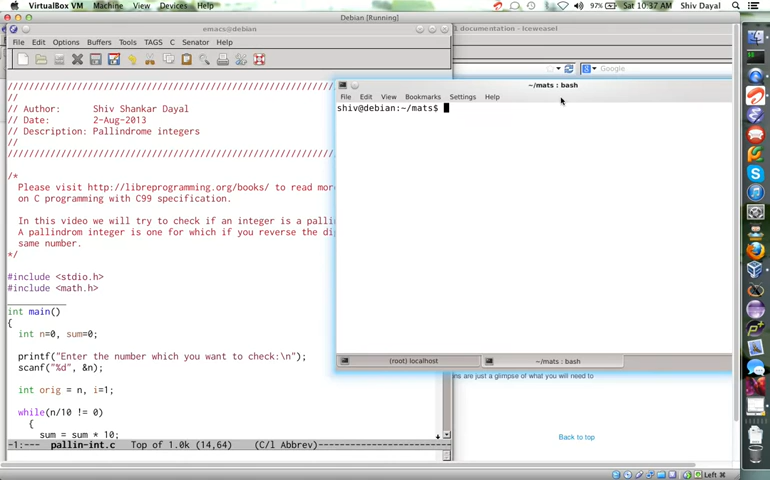 VirtualBox VM Machine View Devices Help
97% Sat 10:37 AM Shiv Dayal
Debian [Running]
emacs@debian
documentation - Iceweasel
File Edit Options Buffers Tools TAGS C Senator Help
Google
~/mats : bash
File Edit View Bookmarks Settings Help
shiv@debian:~/mats$
////////////////////////////////////////////////////////////
//
// Author: Shiv Shankar Dayal
// Date: 2-Aug-2013
// Description: Pallindrome integers
//
////////////////////////////////////////////////////////////
/*
Please visit http://libreprogramming.org/books/ to read mor
on C programming with C99 specification.
In this video we will try to check if an integer is a palli
A pallindrom integer is one for which if you reverse the di
same number.
*/
#include <stdio.h>
#include <math.h>
int main()
{
int n=0, sum=0;
printf("Enter the number which you want to check:\n");
scanf("%d", &n);
int orig = n, i=1;
while(n/10 != 0)
{
sum = sum * 10;
-1:--- pallin-int.c Top of 1.0k (14,64) (C/l Abbrev)
(root) localhost
~/mats : bash
ns are just a glimpse of what you will need to
Back to top
Left ⌘